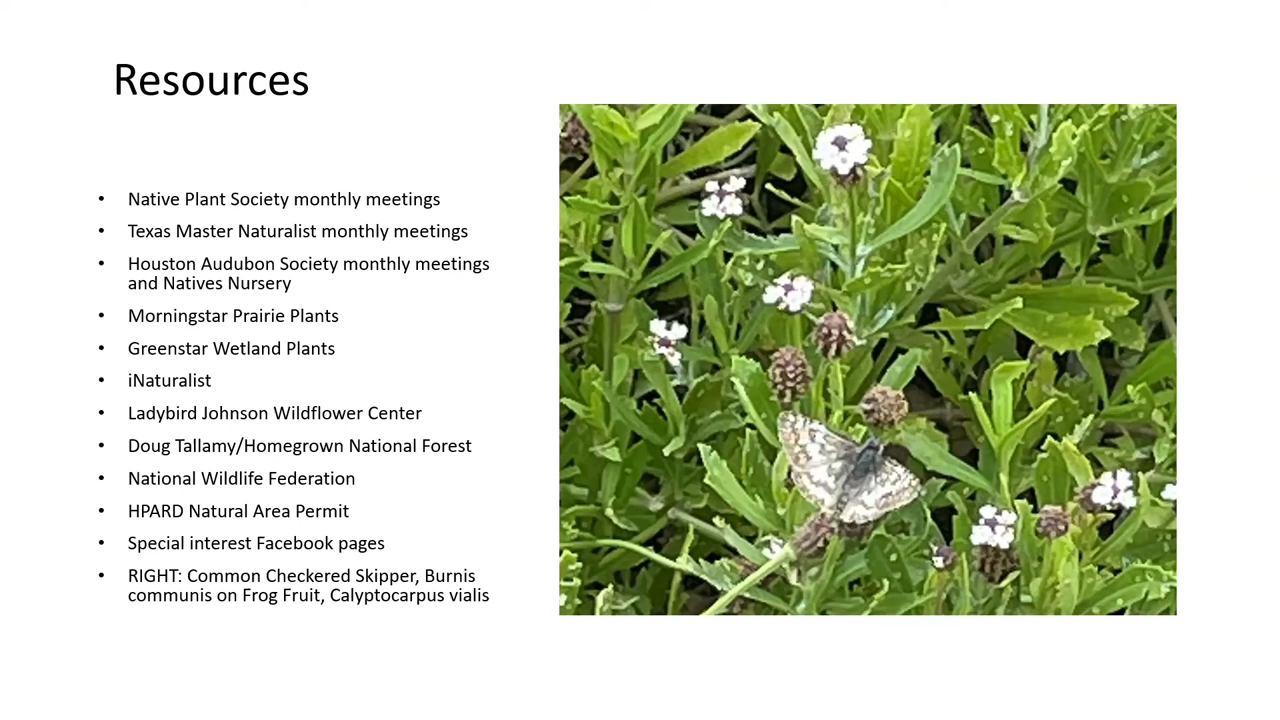 Resources
• Native Plant Society monthly meetings
• Texas Master Naturalist monthly meetings
• Houston Audubon Society monthly meetings
and Natives Nursery
• Morningstar Prairie Plants
• Greenstar Wetland Plants
• iNaturalist
• Ladybird Johnson Wildflower Center
• Doug Tallamy/Homegrown National Forest
• National Wildlife Federation
• HPARD Natural Area Permit
• Special interest Facebook pages
• RIGHT: Common Checkered Skipper, Burnis
communis on Frog Fruit, Calyptocarpus vialis